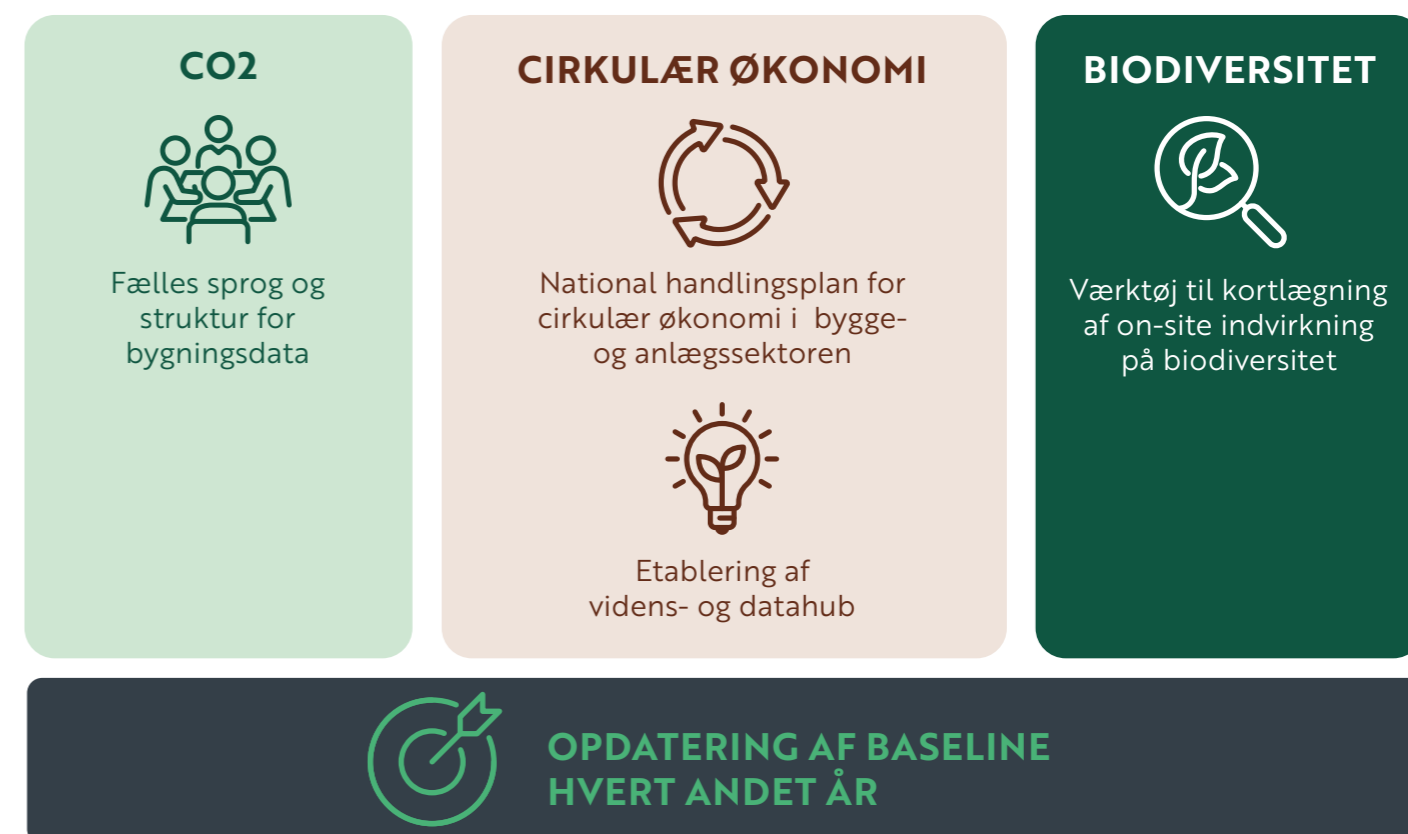 CO2
Fælles sprog og
struktur for
bygningsdata
CIRKULÆR ØKONOMI
National handlingsplan for
cirkulær økonomi i  bygge-
og anlægssektoren
Etablering af
videns- og datahub
BIODIVERSITET
Værktøj til kortlægning
af on-site indvirkning
på biodiversitet
OPDATERING AF BASELINE
HVERT ANDET ÅR